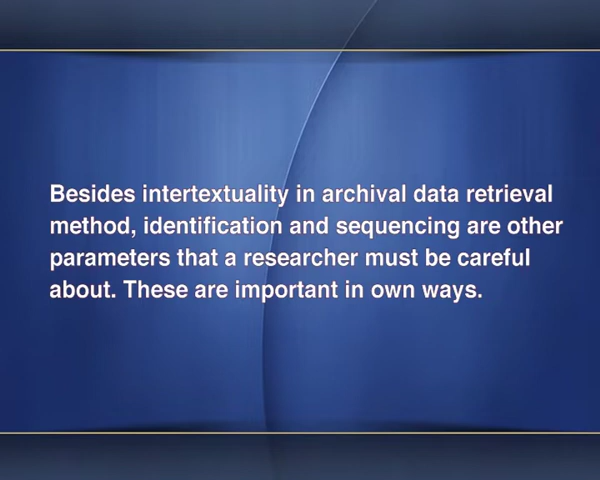 Besides intertextuality in archival data retrieval
method, identification and sequencing are other
parameters that a researcher must be careful
about. These are important in own ways.